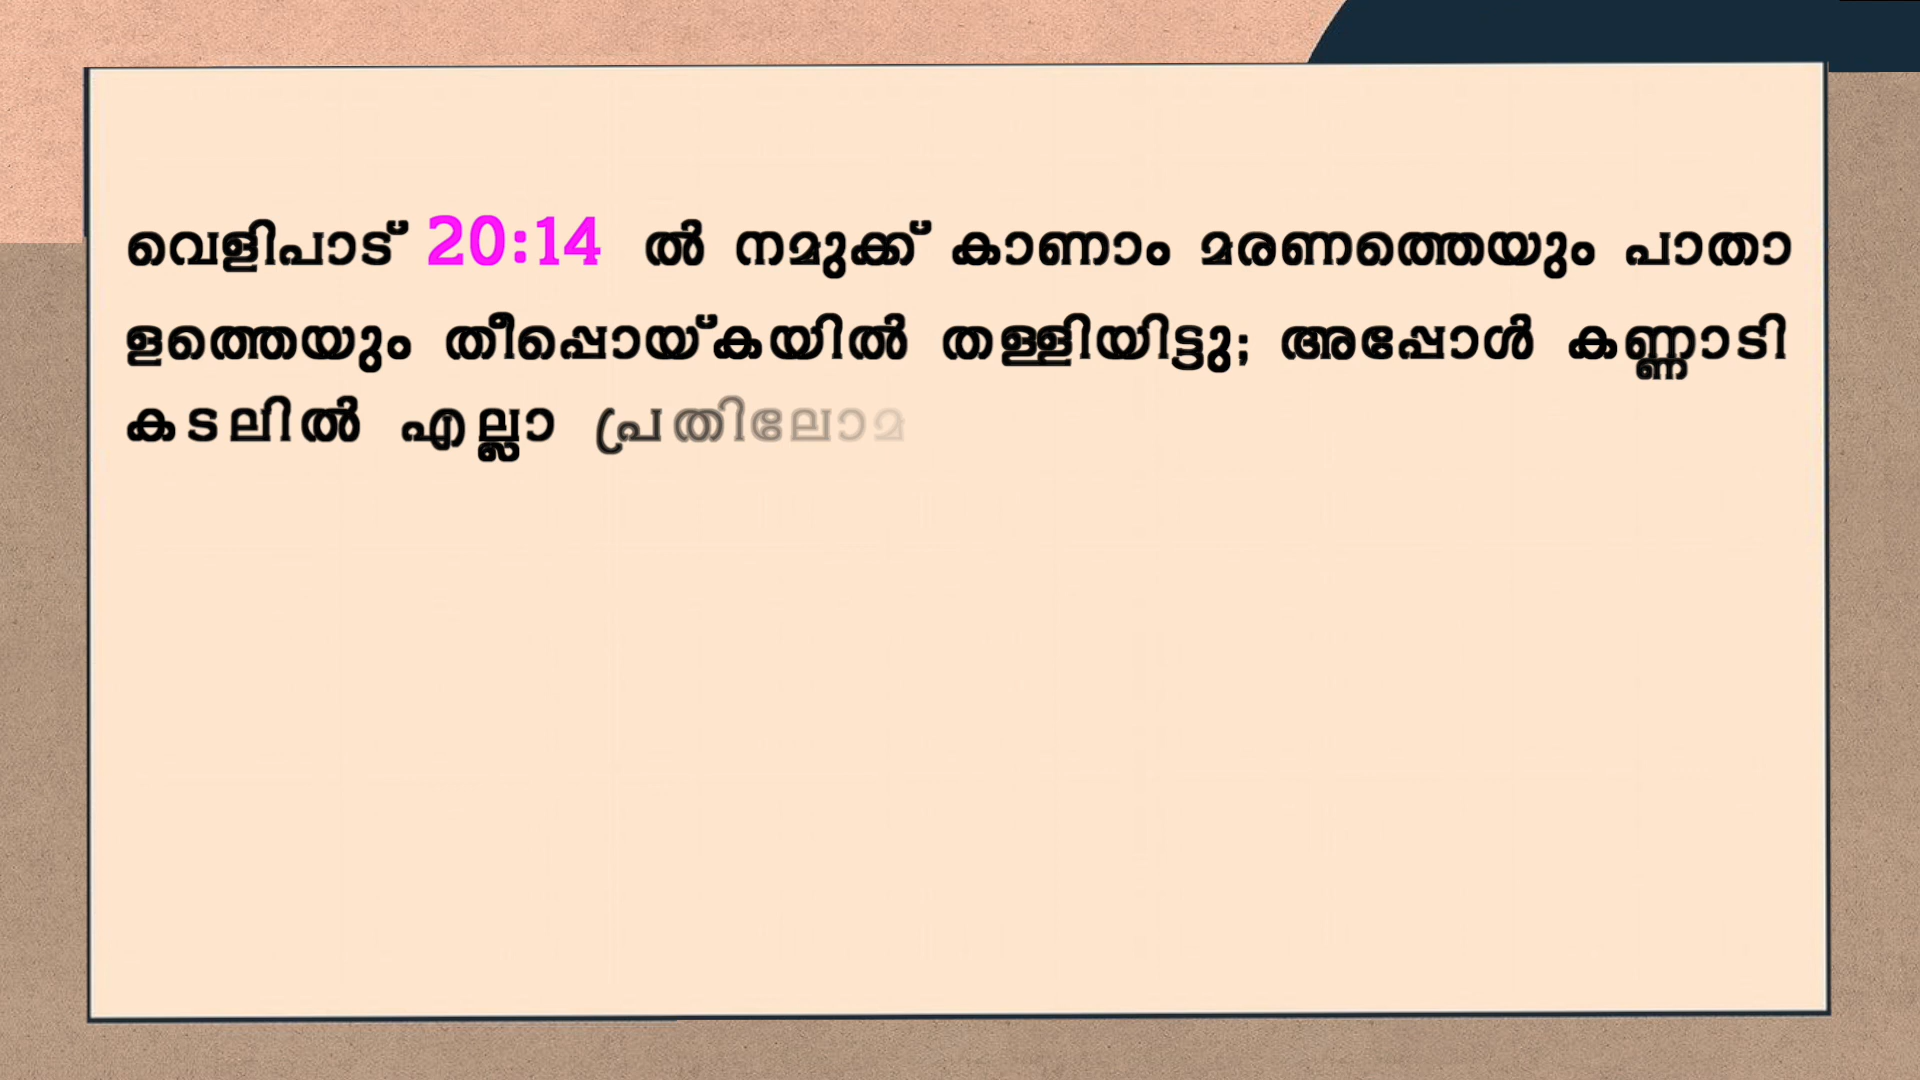 വെളിപാട് 20:14 ൽ നമുക്ക് കാണാം മരണത്തെയും പാതാ
ളത്തെയും തീപ്പൊയ്കയിൽ തള്ളിയിട്ടു; അപ്പോൾ കണ്ണാടി
കടലിൽ എല്ലാ പ്രതിലോമ